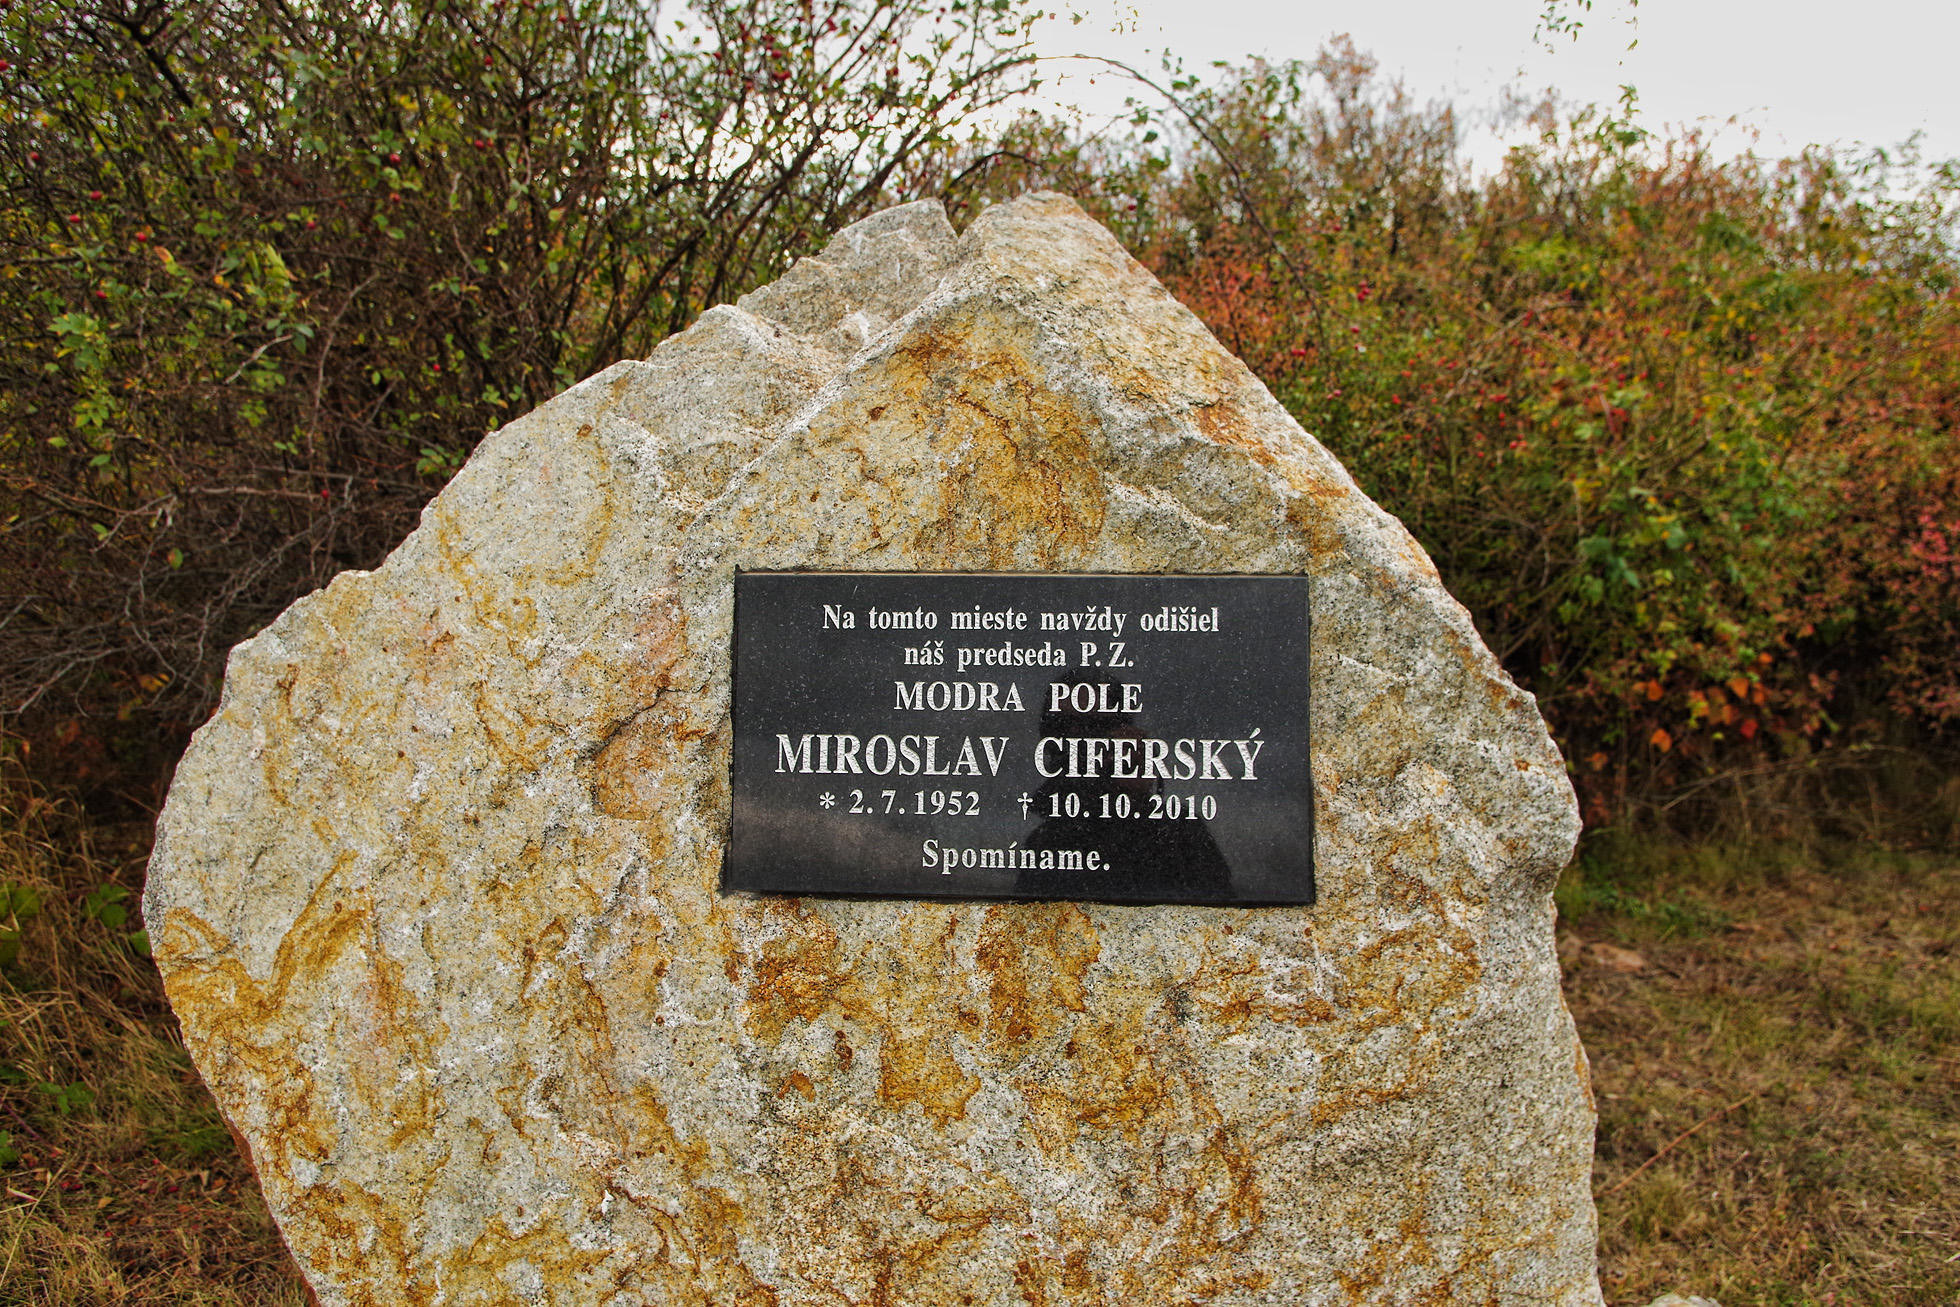 Na tomto mieste navždy odišiel
náš predseda P. Z.
MODRA POLE
MIROSLAV CIFERSKÝ
* 2. 7. 1952 † 10. 10. 2010
Spomíname.